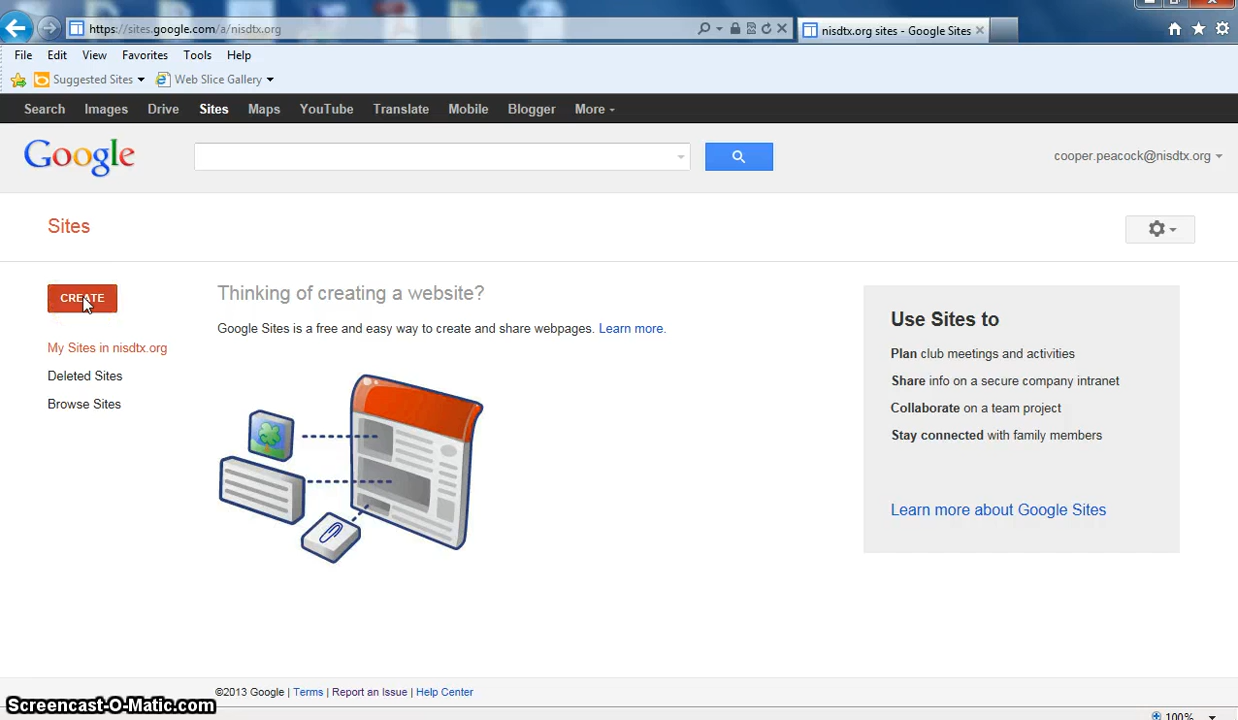 https://sites.google.com/a/nisdtx.org
nisdtx.org sites - Google Sites
File Edit View Favorites Tools Help
Suggested Sites Web Slice Gallery
Search Images Drive Sites Maps YouTube Translate Mobile Blogger More
Google
cooper.peacock@nisdtx.org
Sites
CREATE
My Sites in nisdtx.org
Deleted Sites
Browse Sites
Thinking of creating a website?
Google Sites is a free and easy way to create and share webpages. Learn more.
Use Sites to
Plan club meetings and activities
Share info on a secure company intranet
Collaborate on a team project
Stay connected with family members
Learn more about Google Sites
©2013 Google | Terms | Report an Issue | Help Center
Screencast-O-Matic.com
100%